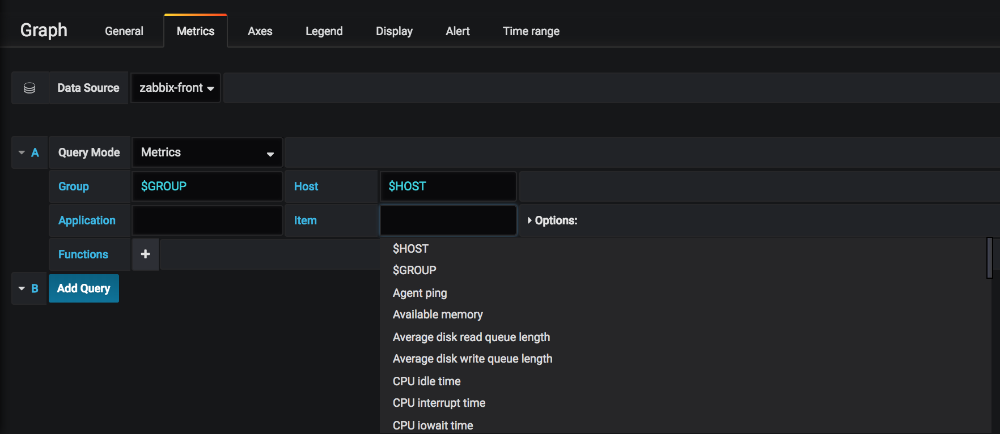 Graph General Metrics Axes Legend Display Alert Time range
Data Source zabbix-front
A Query Mode Metrics
Group $GROUP Host $HOST
Application Item Options:
Functions +
$HOST
$GROUP
B Add Query
Agent ping
Available memory
Average disk read queue length
Average disk write queue length
CPU idle time
CPU interrupt time
CPU iowait time